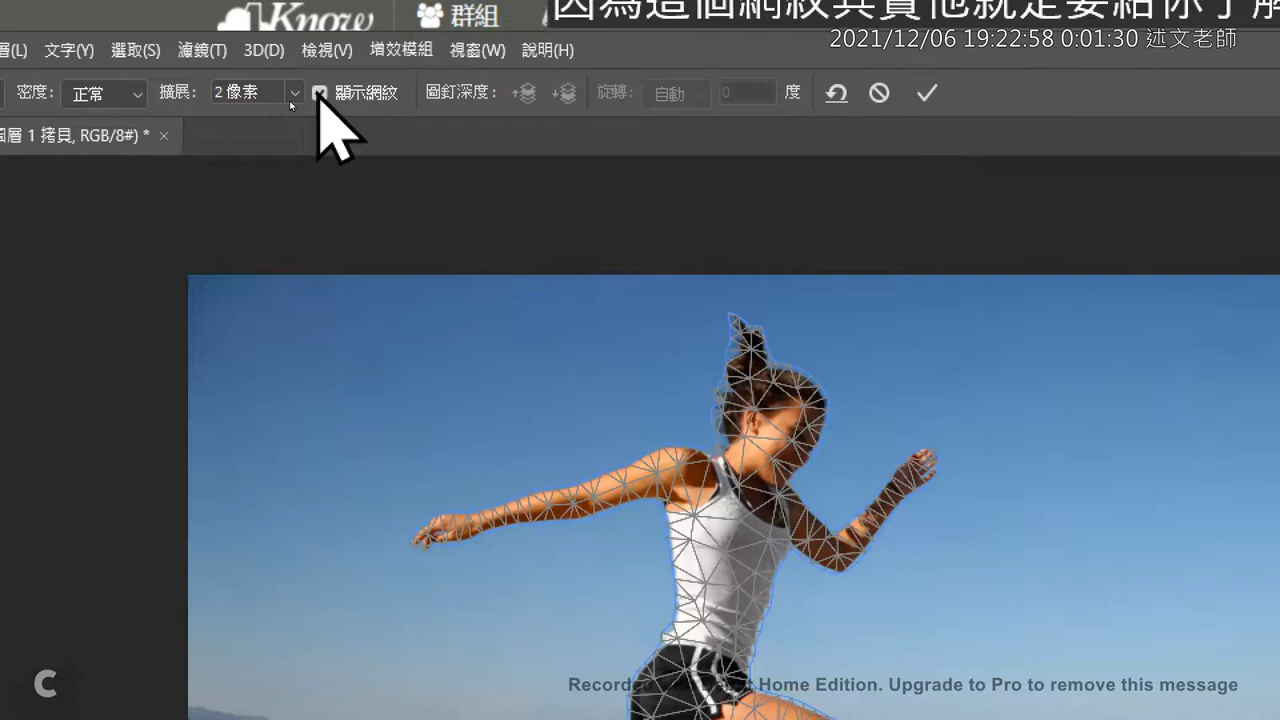 Know
群組
因為這個網紋其實他就是要給你了解
2021/12/06 19:22:58 0:01:30 述文老師
層(L) 文字(Y) 選取(S) 濾鏡(T) 3D(D) 檢視(V) 增效模組 視窗(W) 說明(H)
密度: 正常 擴展: 2 像素 顯示網紋 圖釘深度: 旋轉: 自動 0 度
圖層 1 拷貝, RGB/8#) * ×
Home Edition. Upgrade to Pro to remove this message
C